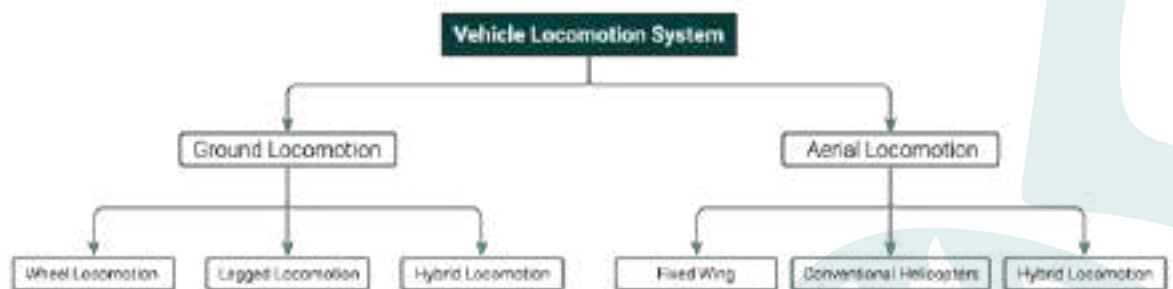 Vehicle Locomotion System
Ground Locomotion
Aerial Locomotion
Wheel Locomotion
Legged Locomotion
Hybrid Locomotion
Fixed Wing
Conventional Helicopters
Hybrid Locomotion